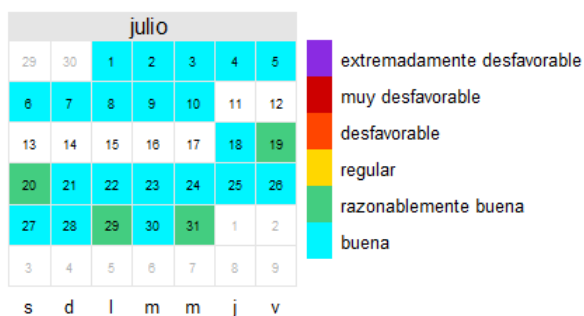 julio
29 30 1 2 3 4 5
6 7 8 9 10 11 12
13 14 15 16 17 18 19
20 21 22 23 24 25 26
27 28 29 30 31 1 2
3 4 5 6 7 8 9
s d l m m j v
extremadamente desfavorable
muy desfavorable
desfavorable
regular
razonablemente buena
buena